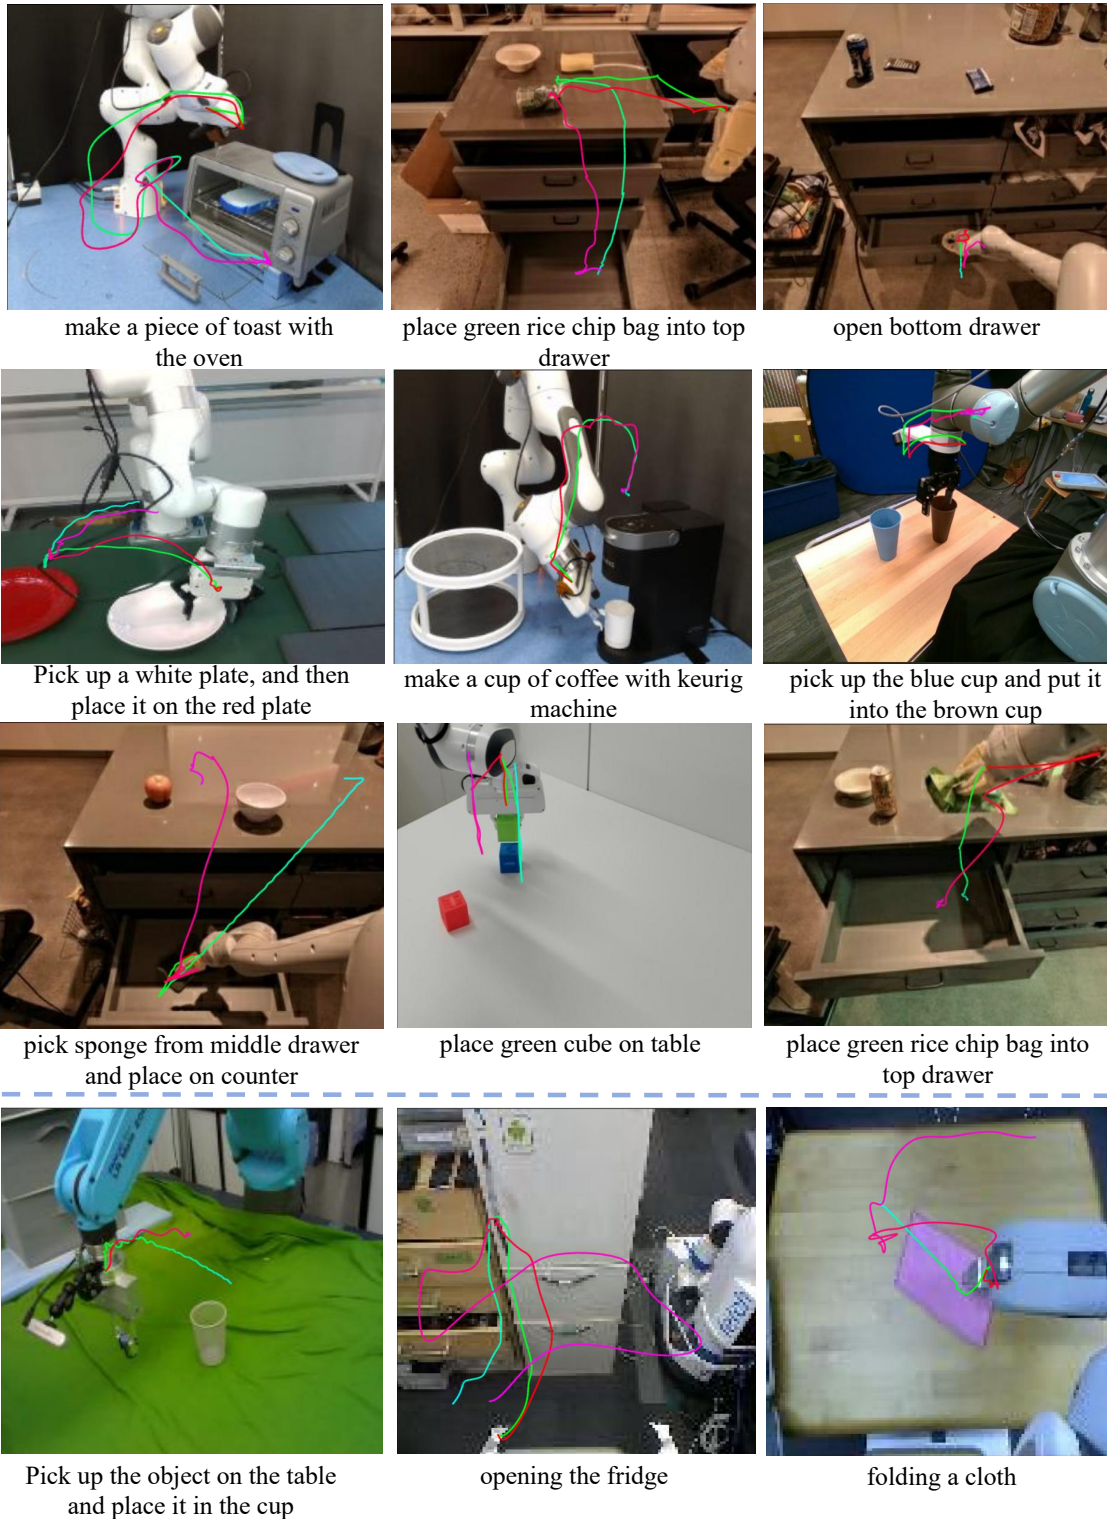 make a piece of toast with
the oven
place green rice chip bag into top
drawer
open bottom drawer
Pick up a white plate, and then
place it on the red plate
make a cup of coffee with keurig
machine
pick up the blue cup and put it
into the brown cup
pick sponge from middle drawer
and place on counter
place green cube on table
place green rice chip bag into
top drawer
Pick up the object on the table
and place it in the cup
opening the fridge
folding a cloth